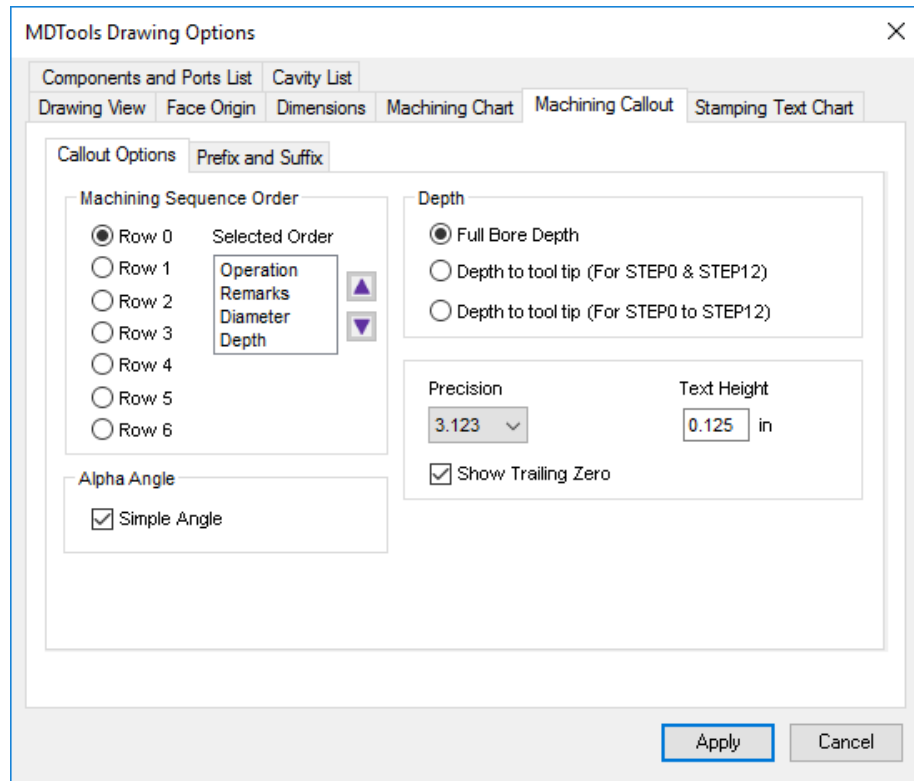 MDTools Drawing Options
Components and Ports List Cavity List
Drawing View Face Origin Dimensions Machining Chart Machining Callout Stamping Text Chart
Callout Options Prefix and Suffix
Machining Sequence Order
Row 0 Selected Order
Row 1
Row 2
Row 3
Row 4
Row 5
Row 6
Operation
Remarks
Diameter
Depth
Alpha Angle
Simple Angle
Depth
Full Bore Depth
Depth to tool tip (For STEP0 & STEP12)
Depth to tool tip (For STEP0 to STEP12)
Precision Text Height
3.123 0.125 in
Show Trailing Zero
Apply Cancel